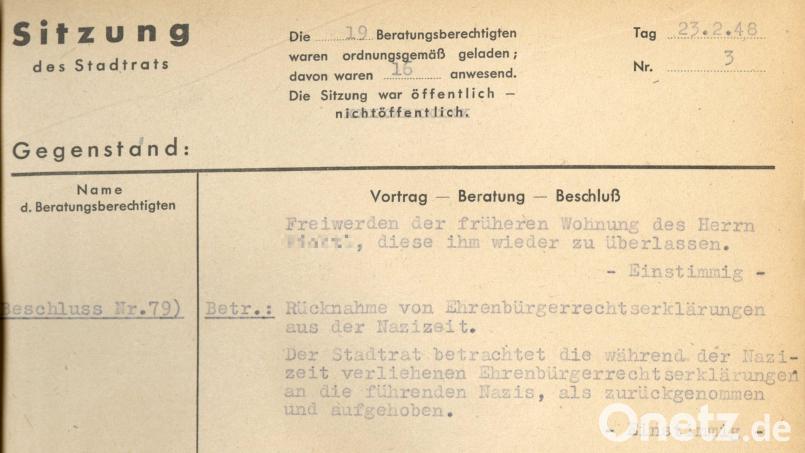 Sitzung
des Stadtrats
Die 19 Beratungsberechtigten
waren ordnungsgemäß geladen;
davon waren 16 anwesend.
Die Sitzung war öffentlich –
nichtöffentlich.
Tag 23.2.48
Nr. 3
Gegenstand:
Name
d. Beratungsberechtigten
Vortrag — Beratung — Beschluß
Freiwerden der früheren Wohnung des Herrn
, diese ihm wieder zu überlassen.
- Einstimmig -
Beschluss Nr.79)
Betr.: Rücknahme von Ehrenbürgerrechtserklärungen
aus der Nazizeit.
Der Stadtrat betrachtet die während der Nazi-
zeit verliehenen Ehrenbürgerrechtserklärungen
an die führenden Nazis, als zurückgenommen
und aufgehoben.
- Einstimmig -
Onetz.de